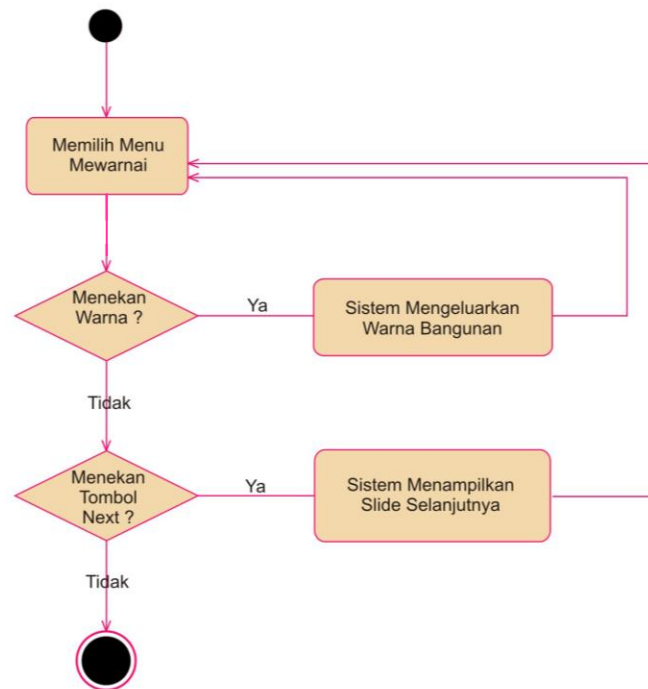 Memilih Menu
Mewarnai
Menekan
Warna ?
Ya
Sistem Mengeluarkan
Warna Bangunan
Tidak
Menekan
Tombol
Next ?
Ya
Sistem Menampilkan
Slide Selanjutnya
Tidak